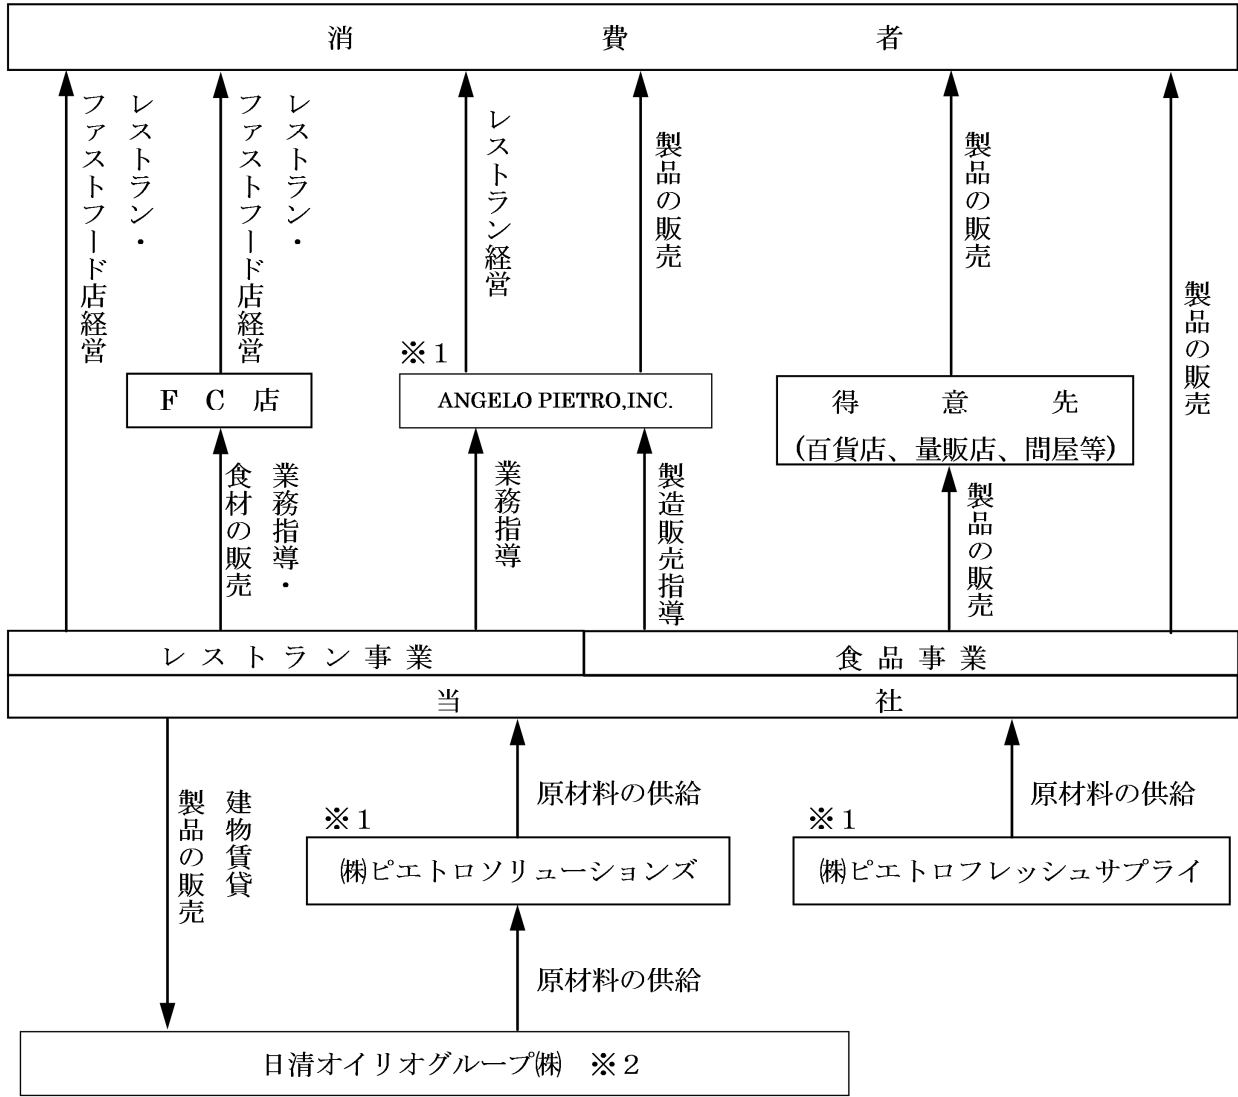 消費者
レストラン・
ファストフード店経営
レストラン・
ファストフード店経営
レストラン経営
製品の販売
製品の販売
製品の販売
ＦＣ店
※１
ANGELO PIETRO,INC.
得意先
(百貨店、量販店、問屋等)
業務指導・
食材の販売
業務指導
製造販売指導
製品の販売
レストラン事業
食品事業
当社
建物賃貸
製品の販売
原材料の供給
※１
㈱ピエトロソリューションズ
原材料の供給
※１
㈱ピエトロフレッシュサプライ
原材料の供給
日清オイリオグループ㈱　※２